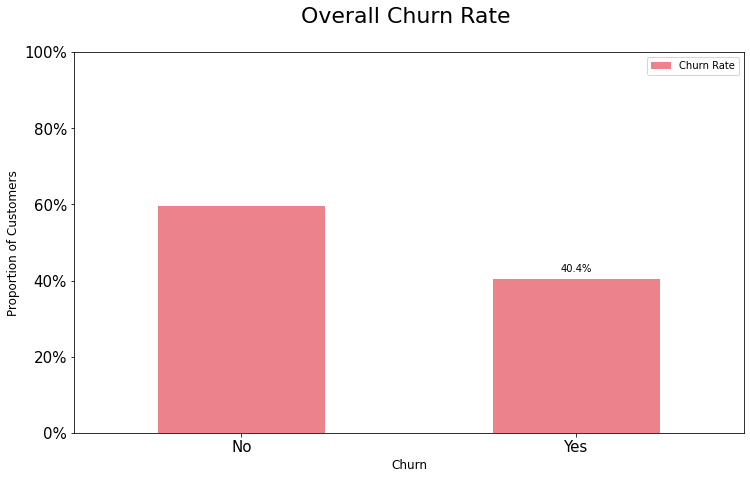 Overall Churn Rate
100%
Churn Rate
80%
60%
40.4%
40%
20%
0%
Proportion of Customers
No
Yes
Churn